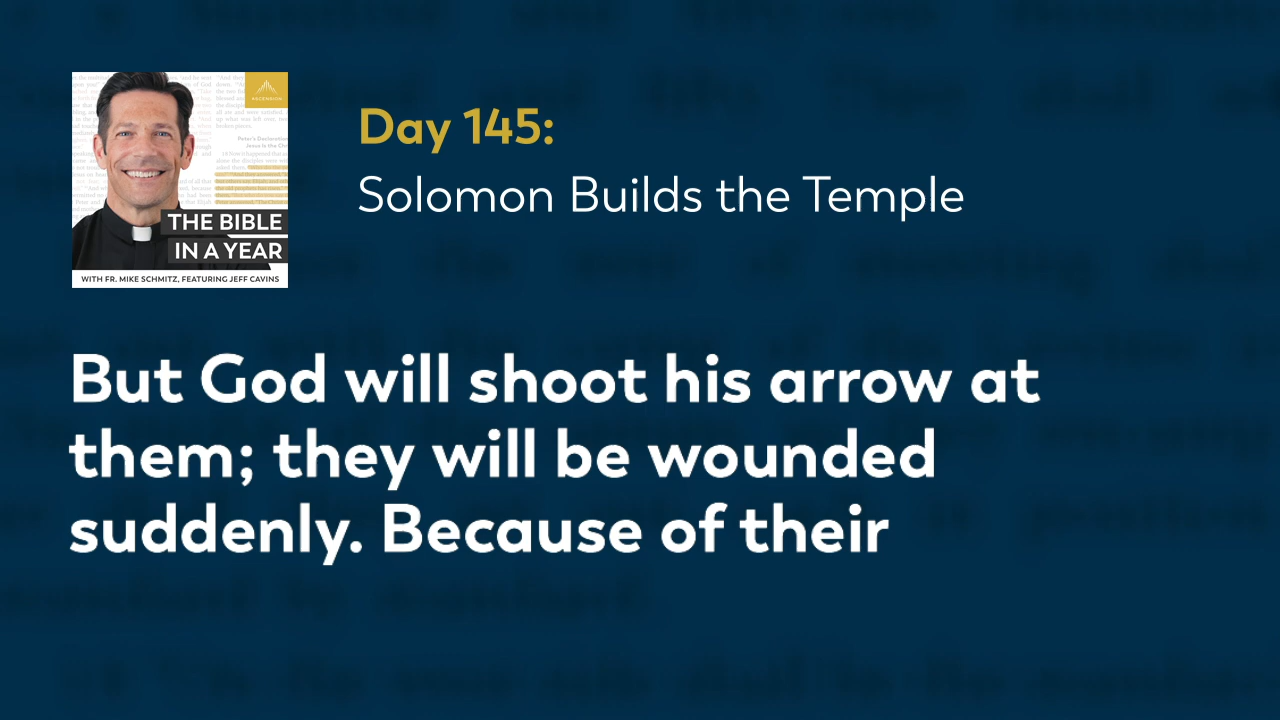 ASCENSION
THE BIBLE
IN A YEAR
WITH FR. MIKE SCHMITZ, FEATURING JEFF CAVINS
Day 145:
Solomon Builds the Temple
But God will shoot his arrow at
them; they will be wounded
suddenly. Because of their